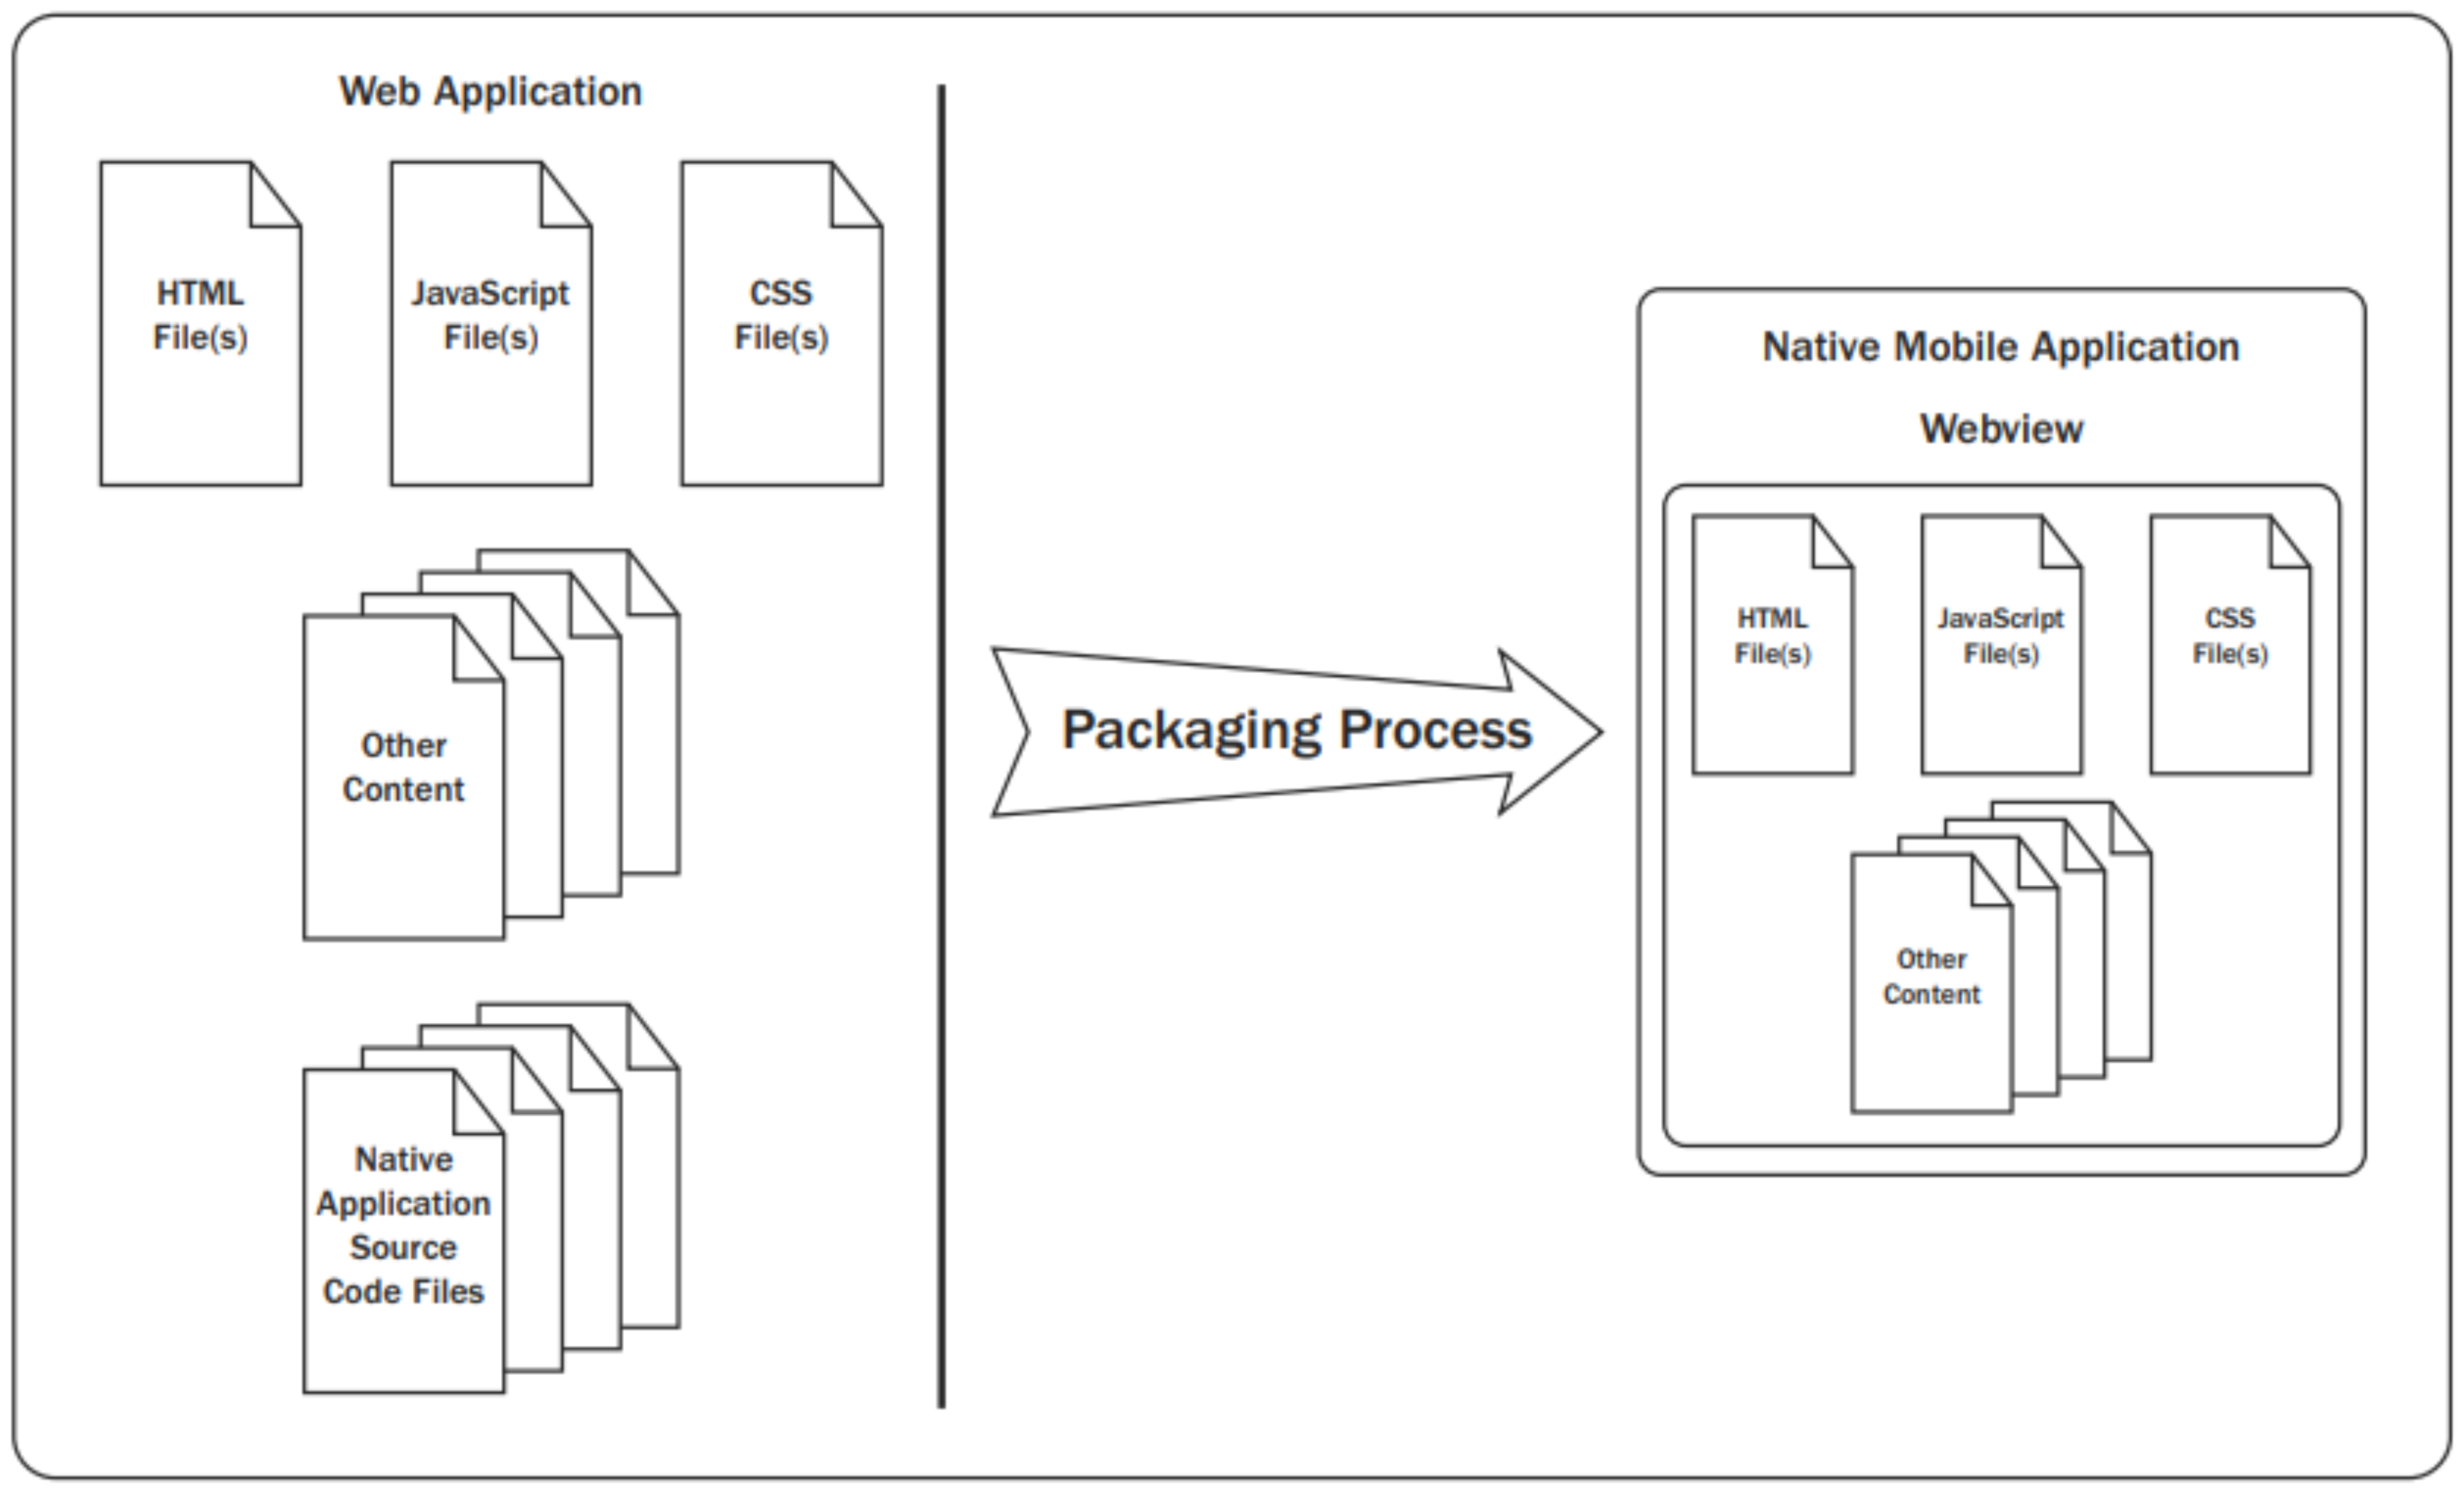 Web Application
HTML
File(s)
JavaScript
File(s)
CSS
File(s)
Other
Content
Native
Application
Source
Code Files
Packaging Process
Native Mobile Application
Webview
HTML
File(s)
JavaScript
File(s)
CSS
File(s)
Other
Content